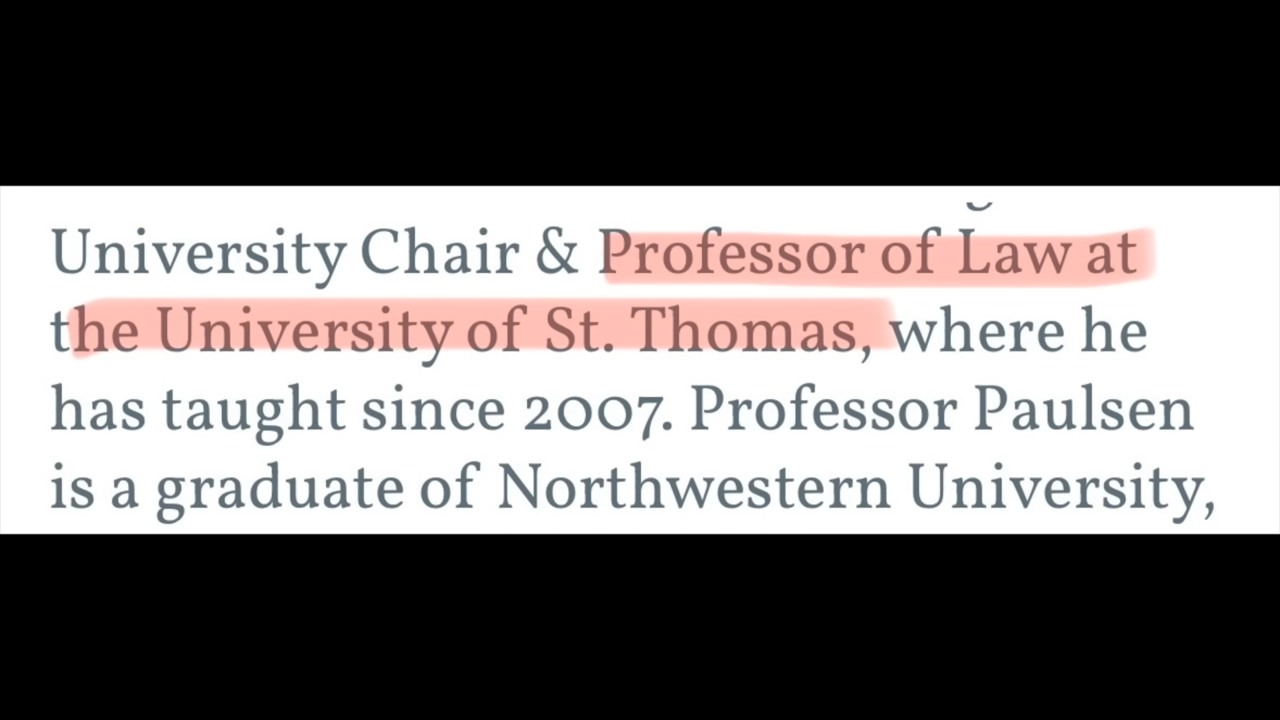 University Chair & Professor of Law at
the University of St. Thomas, where he
has taught since 2007. Professor Paulsen
is a graduate of Northwestern University,